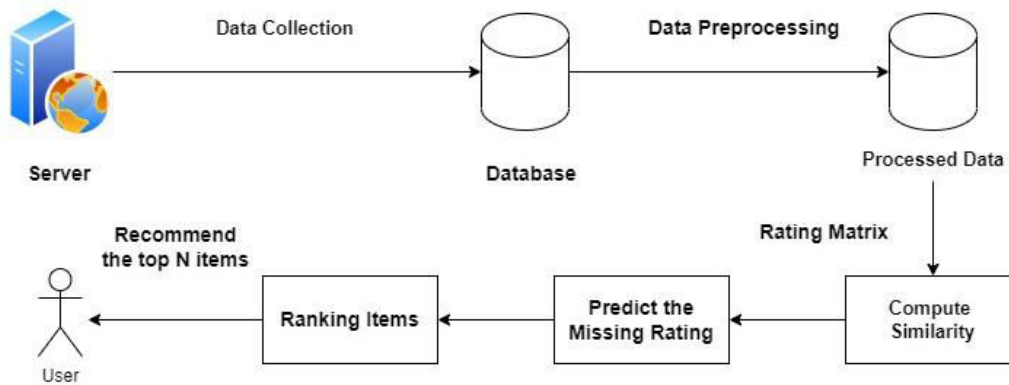 Data Collection
Data Preprocessing
Server
Database
Processed Data
Rating Matrix
Recommend
the top N items
Ranking Items
Predict the
Missing Rating
Compute
Similarity
User